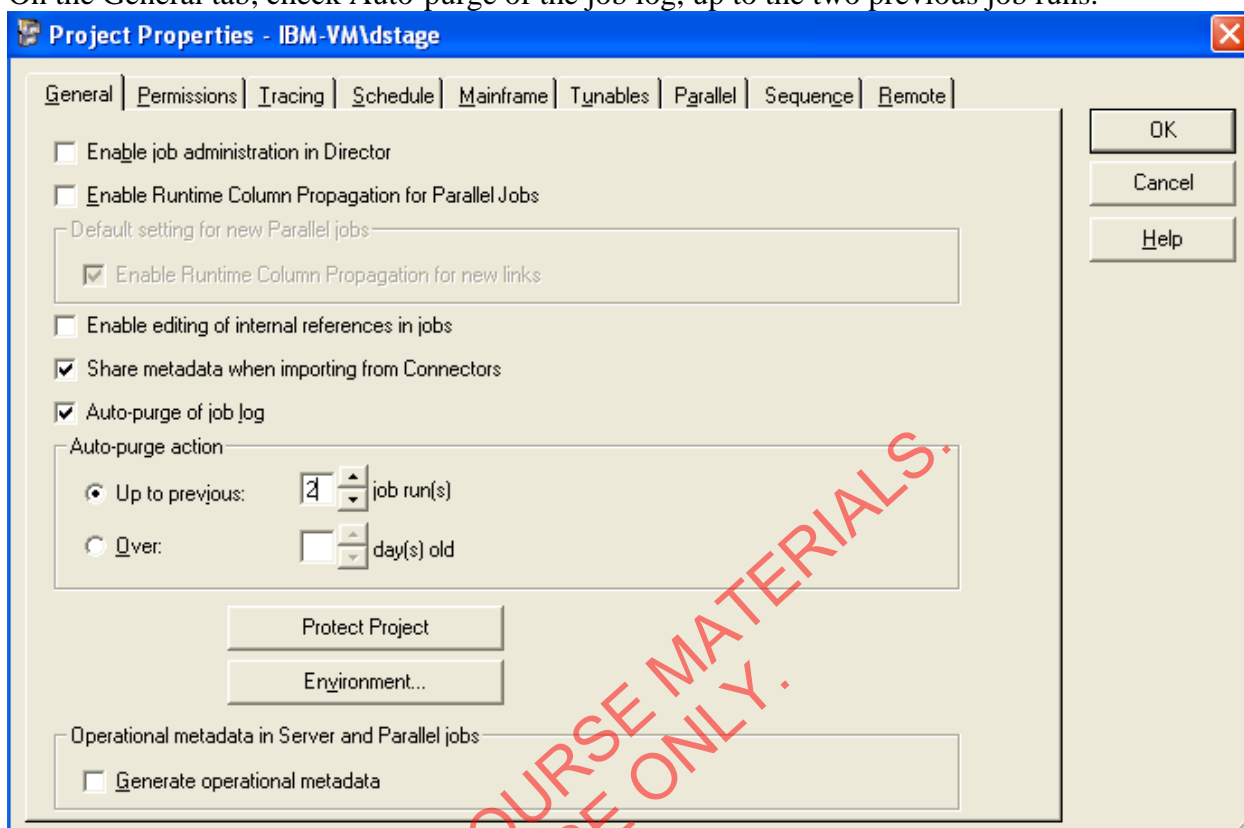 On the General tab, check Auto-purge of the job log, up to the two previous job runs.
Project Properties - IBM-VM\dstage
General Permissions Tracing Schedule Mainframe Tunables Parallel Sequence Remote
OK
Cancel
Help
Enable job administration in Director
Enable Runtime Column Propagation for Parallel Jobs
Default setting for new Parallel jobs
Enable Runtime Column Propagation for new links
Enable editing of internal references in jobs
Share metadata when importing from Connectors
Auto-purge of job log
Auto-purge action
Up to previous: 2 job run(s)
Over: day(s) old
Protect Project
Environment...
Operational metadata in Server and Parallel jobs
Generate operational metadata
OURSE MATERIALS.
E ONLY.